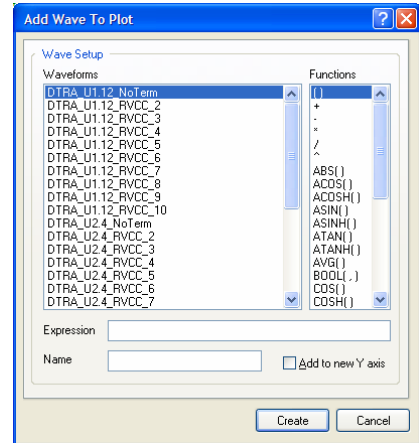 Add Wave To Plot
Wave Setup
Waveforms
DTRA_U1.12_NoTerm
DTRA_U1.12_RVCC_2
DTRA_U1.12_RVCC_3
DTRA_U1.12_RVCC_4
DTRA_U1.12_RVCC_5
DTRA_U1.12_RVCC_6
DTRA_U1.12_RVCC_7
DTRA_U1.12_RVCC_8
DTRA_U1.12_RVCC_9
DTRA_U1.12_RVCC_10
DTRA_U2.4_NoTerm
DTRA_U2.4_RVCC_2
DTRA_U2.4_RVCC_3
DTRA_U2.4_RVCC_4
DTRA_U2.4_RVCC_5
DTRA_U2.4_RVCC_6
DTRA_U2.4_RVCC_7
Functions
( )
+
-
*
/
^
ABS( )
ACOS( )
ACOSH( )
ASIN( )
ASINH( )
ATAN( )
ATANH( )
AVG( )
BOOL( , )
COS( )
COSH( )
Expression
Name
Add to new Y axis
Create
Cancel